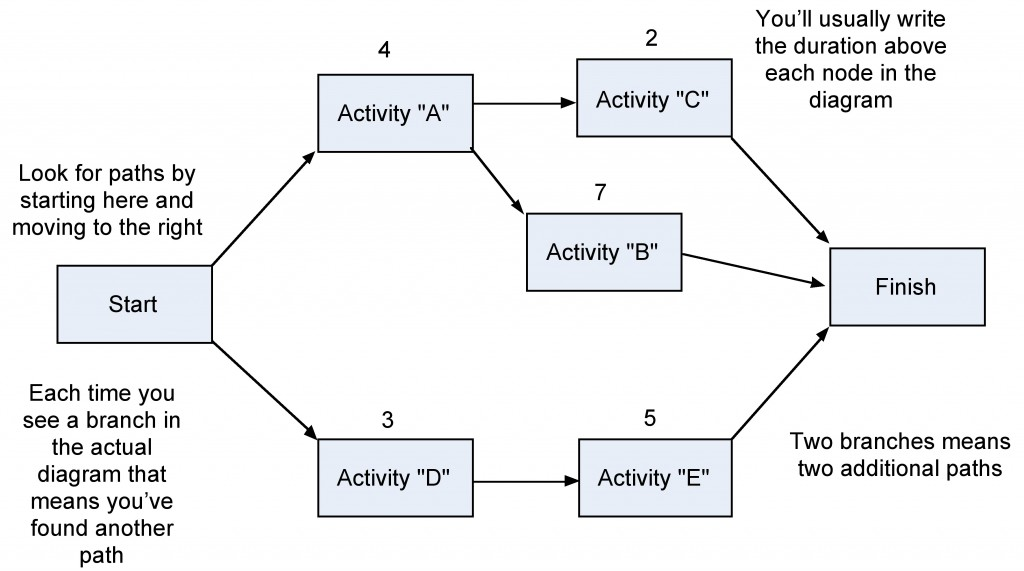 You’ll usually write
the duration above
each node in the
diagram
4
2
Activity "A"
Activity "C"
Look for paths by
starting here and
moving to the right
7
Activity "B"
Start
Finish
Each time you
see a branch in
the actual
diagram that
means you’ve
found another
path
3
5
Activity "D"
Activity "E"
Two branches means
two additional paths